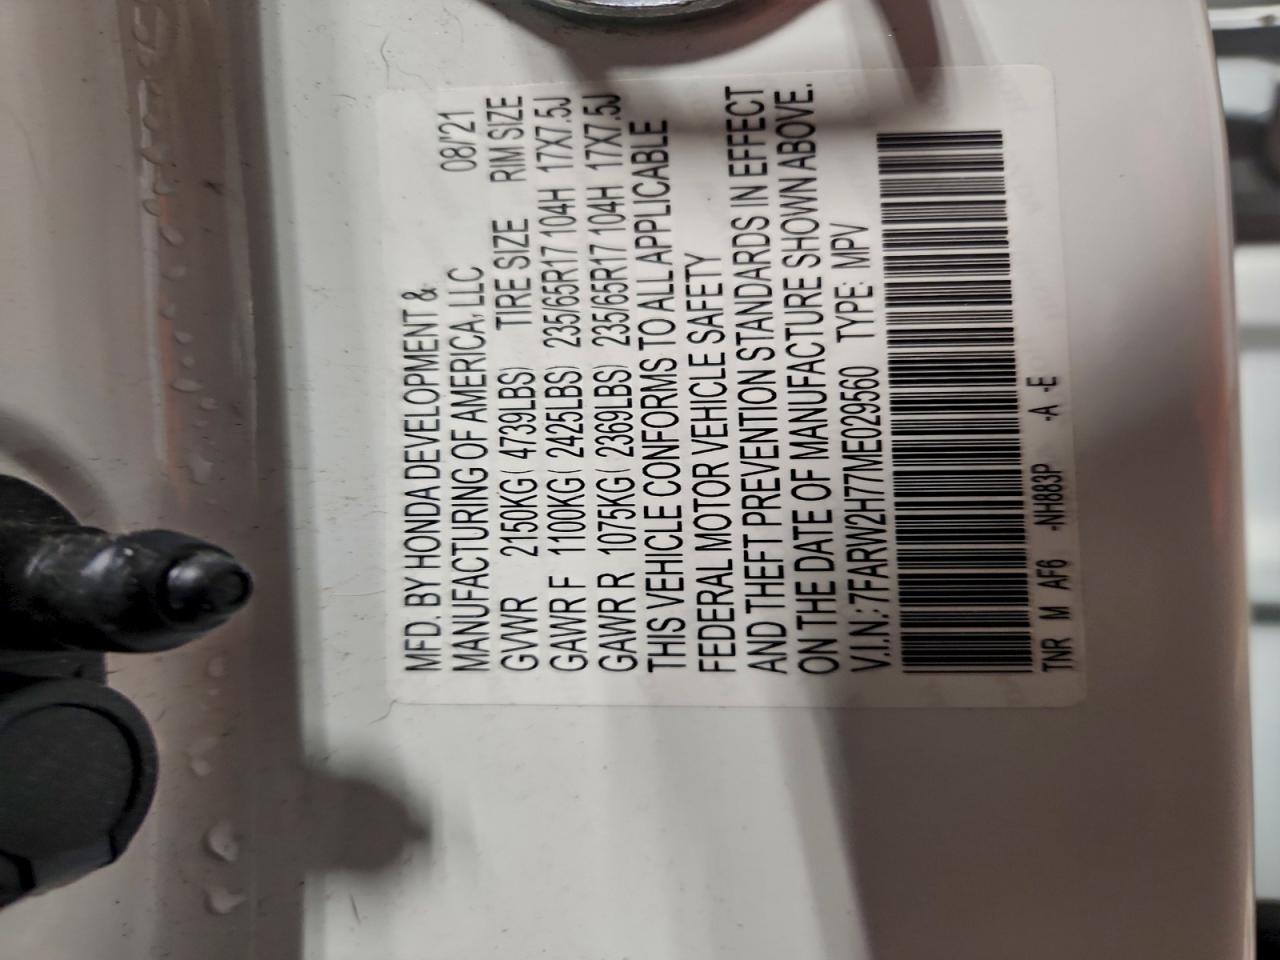 MFD. BY HONDA DEVELOPMENT &
MANUFACTURING OF AMERICA, LLC 08/'21
GVWR 2150KG( 4739LBS) TIRE SIZE RIM SIZE
GAWR F 1100KG( 2425LBS) 235/65R17 104H 17X7.5J
GAWR R 1075KG( 2369LBS) 235/65R17 104H 17X7.5J
THIS VEHICLE CONFORMS TO ALL APPLICABLE
FEDERAL MOTOR VEHICLE SAFETY
AND THEFT PREVENTION STANDARDS IN EFFECT
ON THE DATE OF MANUFACTURE SHOWN ABOVE.
V.I.N.: 7FARW2H77ME029560 TYPE: MPV
TNR M AF6 -NH883P -A -E